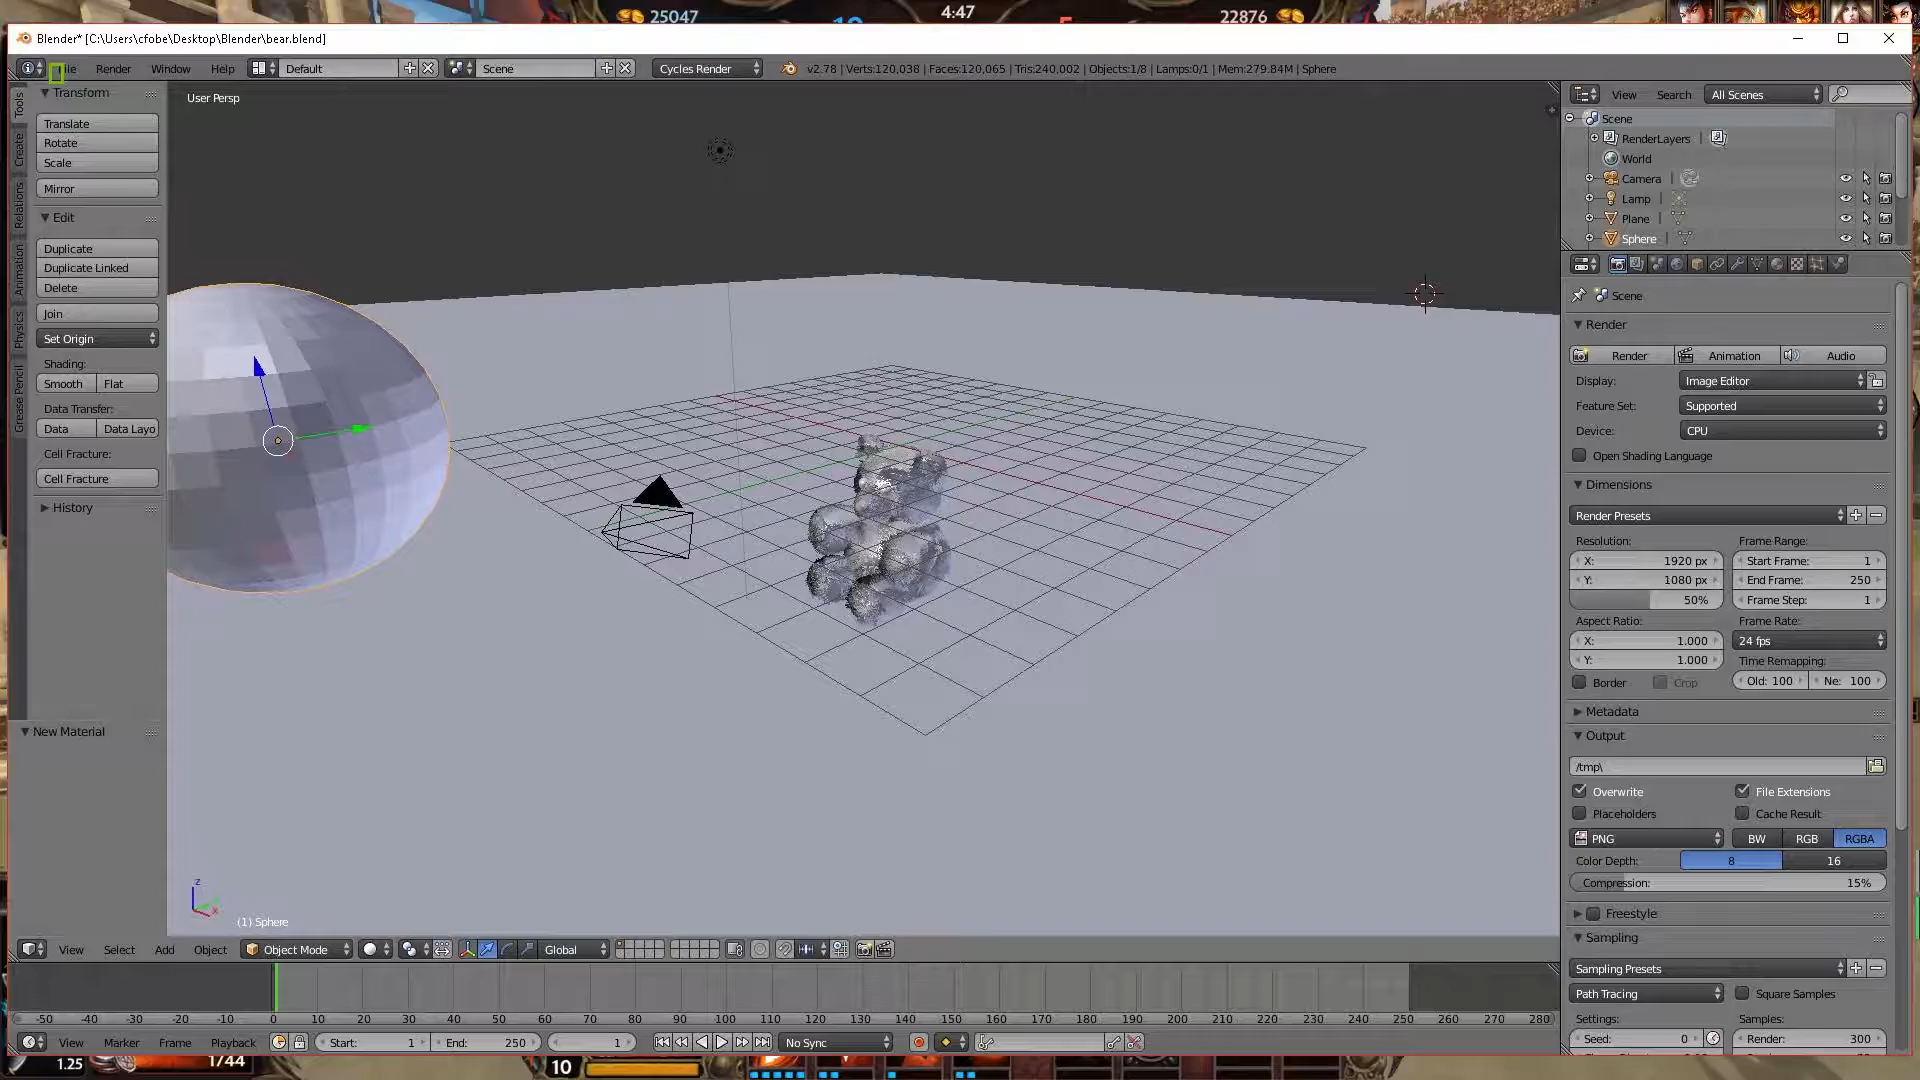 25047
4:47
22876
Blender* [C:\Users\cfobe\Desktop\Blender\bear.blend]
Render
Window
Help
Default
Scene
Cycles Render
v2.78 | Verts:120,038 | Faces:120,065 | Tris:240,002 | Objects:1/8 | Lamps:0/1 | Mem:279.84M | Sphere
Tools
Create
Relations
Animation
Physics
Grease Pencil
Transform
Translate
Rotate
Scale
Mirror
Edit
Duplicate
Duplicate Linked
Delete
Join
Set Origin
Shading:
Smooth Flat
Data Transfer:
Data Data Layo
Cell Fracture:
Cell Fracture
History
New Material
User Persp
z
x
(1) Sphere
View Search All Scenes
Scene
RenderLayers
World
Camera
Lamp
Plane
Sphere
Scene
Render
Render Animation Audio
Display: Image Editor
Feature Set: Supported
Device: CPU
Open Shading Language
Dimensions
Render Presets
Resolution: Frame Range:
X: 1920 px Start Frame: 1
Y: 1080 px End Frame: 250
50% Frame Step: 1
Aspect Ratio: Frame Rate:
X: 1.000 24 fps
Y: 1.000 Time Remapping:
Border Crop Old: 100 Ne: 100
Metadata
Output
/tmp\
Overwrite File Extensions
Placeholders Cache Result
PNG BW RGB RGBA
Color Depth: 8 16
Compression: 15%
Freestyle
Sampling
Sampling Presets
Path Tracing Square Samples
Settings: Samples:
Seed: 0 Render: 300
View Select Add Object Object Mode Global
-50 -40 -30 -20 -10 0 10 20 30 40 50 60 70 80 90 100 110 120 130 140 150 160 170 180 190 200 210 220 230 240 250 260 270 280
View Marker Frame Playback Start: 1 End: 250 1 No Sync
1.25
1/44
10